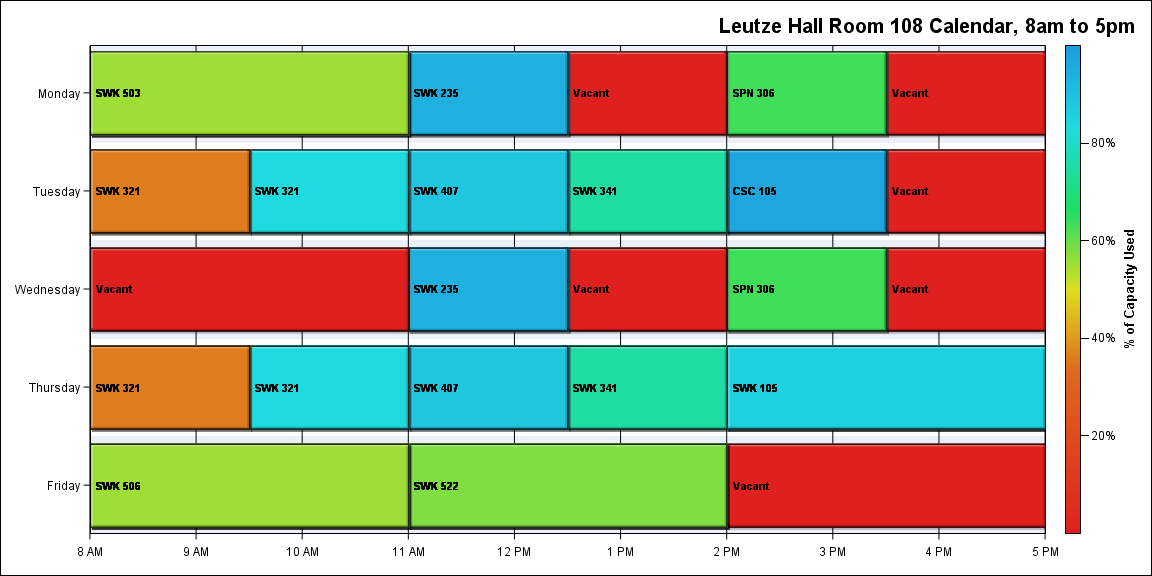 Leutze Hall Room 108 Calendar, 8am to 5pm
Monday
SWK 503
SWK 235
Vacant
SPN 306
Vacant
Tuesday
SWK 321
SWK 321
SWK 407
SWK 341
CSC 105
Vacant
Wednesday
Vacant
SWK 235
Vacant
SPN 306
Vacant
Thursday
SWK 321
SWK 321
SWK 407
SWK 341
SWK 105
Friday
SWK 506
SWK 522
Vacant
8 AM
9 AM
10 AM
11 AM
12 PM
1 PM
2 PM
3 PM
4 PM
5 PM
80%
60%
40%
20%
% of Capacity Used